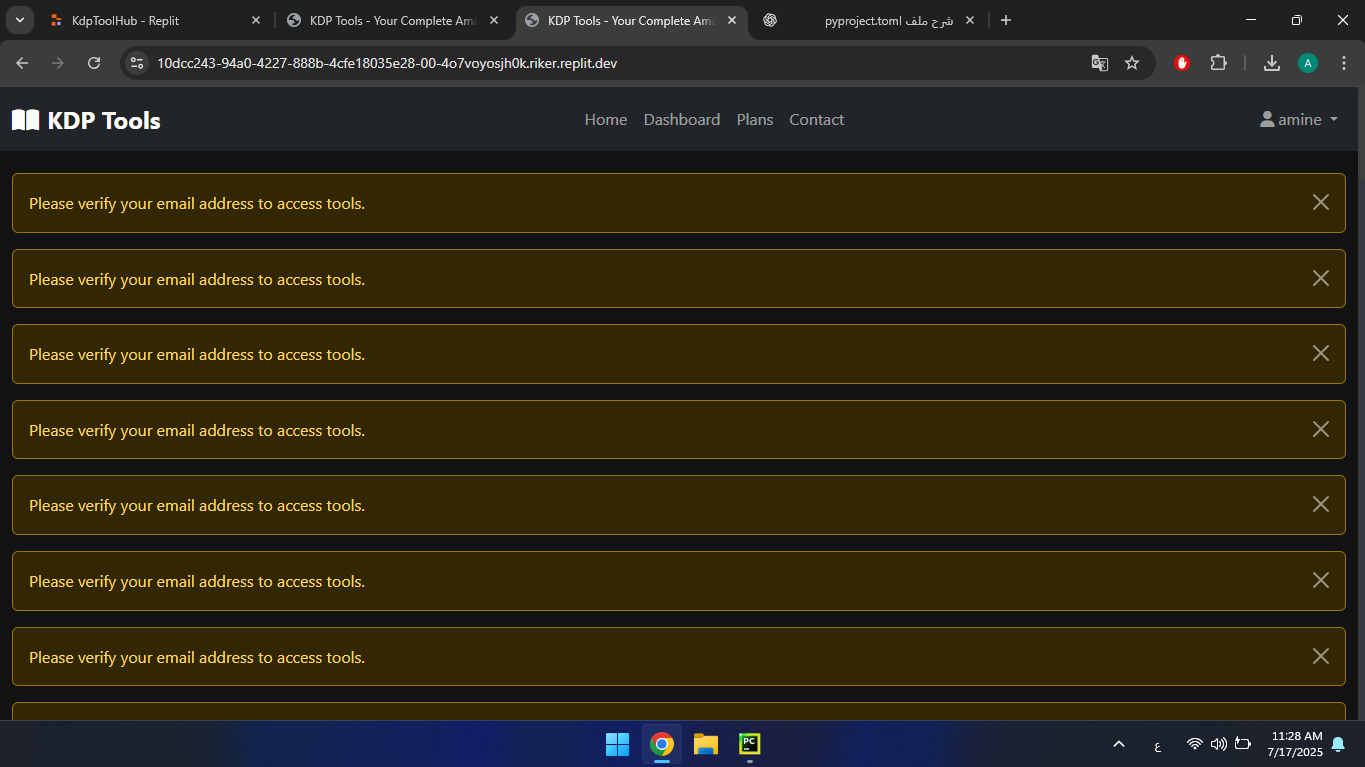 KdpToolHub - Replit
KDP Tools - Your Complete Ama
KDP Tools - Your Complete Ama
شرح ملف pyproject.toml
10dcc243-94a0-4227-888b-4cfe18035e28-00-4o7voyosjh0k.riker.replit.dev
A
KDP Tools
Home
Dashboard
Plans
Contact
amine
Please verify your email address to access tools.
Please verify your email address to access tools.
Please verify your email address to access tools.
Please verify your email address to access tools.
Please verify your email address to access tools.
Please verify your email address to access tools.
Please verify your email address to access tools.
PC
ع
11:28 AM
7/17/2025